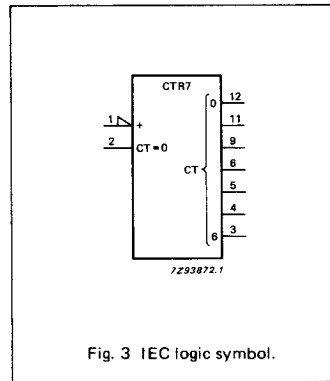 CTR7
0 12
1 + 11
2 CT=0 9
CT 6
5
4
6 3
7Z93872.1
Fig. 3 IEC logic symbol.